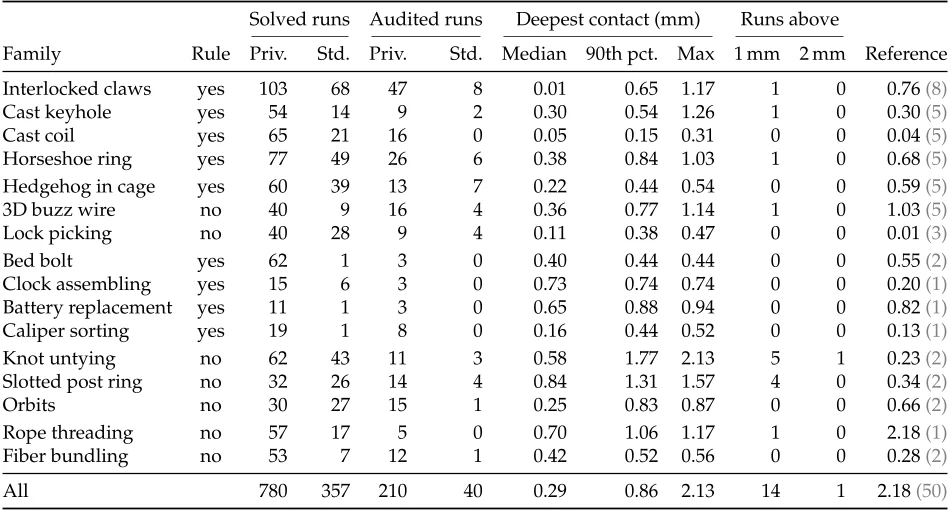 Solved runs Audited runs Deepest contact (mm) Runs above
Family Rule Priv. Std. Priv. Std. Median 90th pct. Max 1 mm 2 mm Reference
Interlocked claws yes 103 68 47 8 0.01 0.65 1.17 1 0 0.76 (8)
Cast keyhole yes 54 14 9 2 0.30 0.54 1.26 1 0 0.30 (5)
Cast coil yes 65 21 16 0 0.05 0.15 0.31 0 0 0.04 (5)
Horseshoe ring yes 77 49 26 6 0.38 0.84 1.03 1 0 0.68 (5)
Hedgehog in cage yes 60 39 13 7 0.22 0.44 0.54 0 0 0.59 (5)
3D buzz wire no 40 9 16 4 0.36 0.77 1.14 1 0 1.03 (5)
Lock picking no 40 28 9 4 0.11 0.38 0.47 0 0 0.01 (3)
Bed bolt yes 62 1 3 0 0.40 0.44 0.44 0 0 0.55 (2)
Clock assembling yes 15 6 3 0 0.73 0.74 0.74 0 0 0.20 (1)
Battery replacement yes 11 1 3 0 0.65 0.88 0.94 0 0 0.82 (1)
Caliper sorting yes 19 1 8 0 0.16 0.44 0.52 0 0 0.13 (1)
Knot untying no 62 43 11 3 0.58 1.77 2.13 5 1 0.23 (2)
Slotted post ring no 32 26 14 4 0.84 1.31 1.57 4 0 0.34 (2)
Orbits no 30 27 15 1 0.25 0.83 0.87 0 0 0.66 (2)
Rope threading no 57 17 5 0 0.70 1.06 1.17 1 0 2.18 (1)
Fiber bundling no 53 7 12 1 0.42 0.52 0.56 0 0 0.28 (2)
All 780 357 210 40 0.29 0.86 2.13 14 1 2.18 (50)